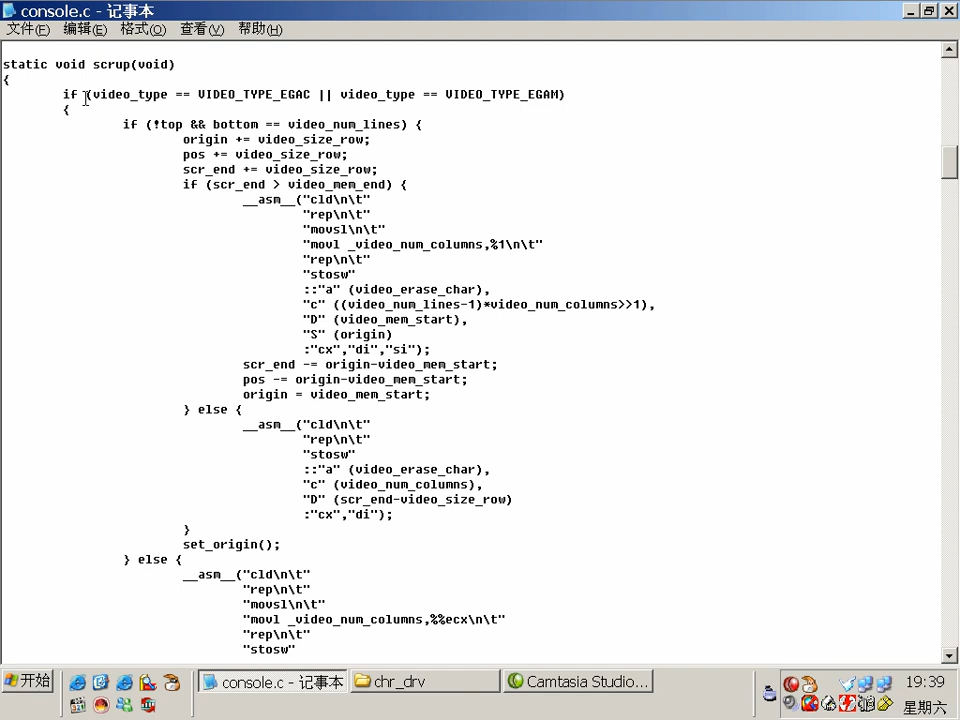 console.c - 记事本
文件(F) 编辑(E) 格式(O) 查看(V) 帮助(H)
static void scrup(void)
{
if (video_type == VIDEO_TYPE_EGAC || video_type == VIDEO_TYPE_EGAM)
{
if (!top && bottom == video_num_lines) {
origin += video_size_row;
pos += video_size_row;
scr_end += video_size_row;
if (scr_end > video_mem_end) {
__asm__("cld\n\t"
"rep\n\t"
"movsl\n\t"
"movl _video_num_columns,%1\n\t"
"rep\n\t"
"stosw"
::"a" (video_erase_char),
"c" ((video_num_lines-1)*video_num_columns>>1),
"D" (video_mem_start),
"S" (origin)
:"cx","di","si");
scr_end -= origin-video_mem_start;
pos -= origin-video_mem_start;
origin = video_mem_start;
} else {
__asm__("cld\n\t"
"rep\n\t"
"stosw"
::"a" (video_erase_char),
"c" (video_num_columns),
"D" (scr_end-video_size_row)
:"cx","di");
}
set_origin();
} else {
__asm__("cld\n\t"
"rep\n\t"
"movsl\n\t"
"movl _video_num_columns,%%ecx\n\t"
"rep\n\t"
"stosw"
开始 console.c - 记事本 chr_drv Camtasia Studio... 19:39
星期六